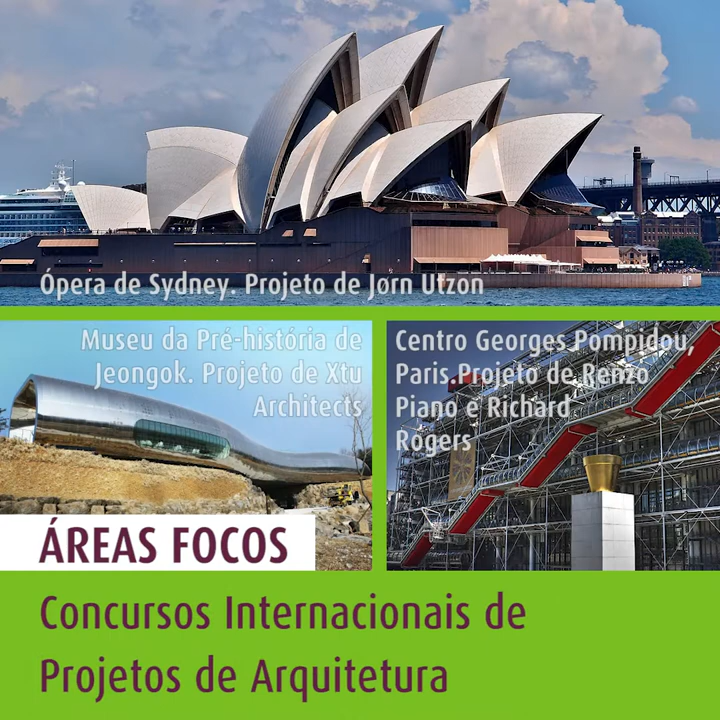 Ópera de Sydney. Projeto de Jørn Utzon
Museu da Pré-história de
Jeongok. Projeto de Xtu
Architects
Centro Georges Pompidou,
Paris.Projeto de Renzo
Piano e Richard
Rogers
ÁREAS FOCOS
Concursos Internacionais de
Projetos de Arquitetura